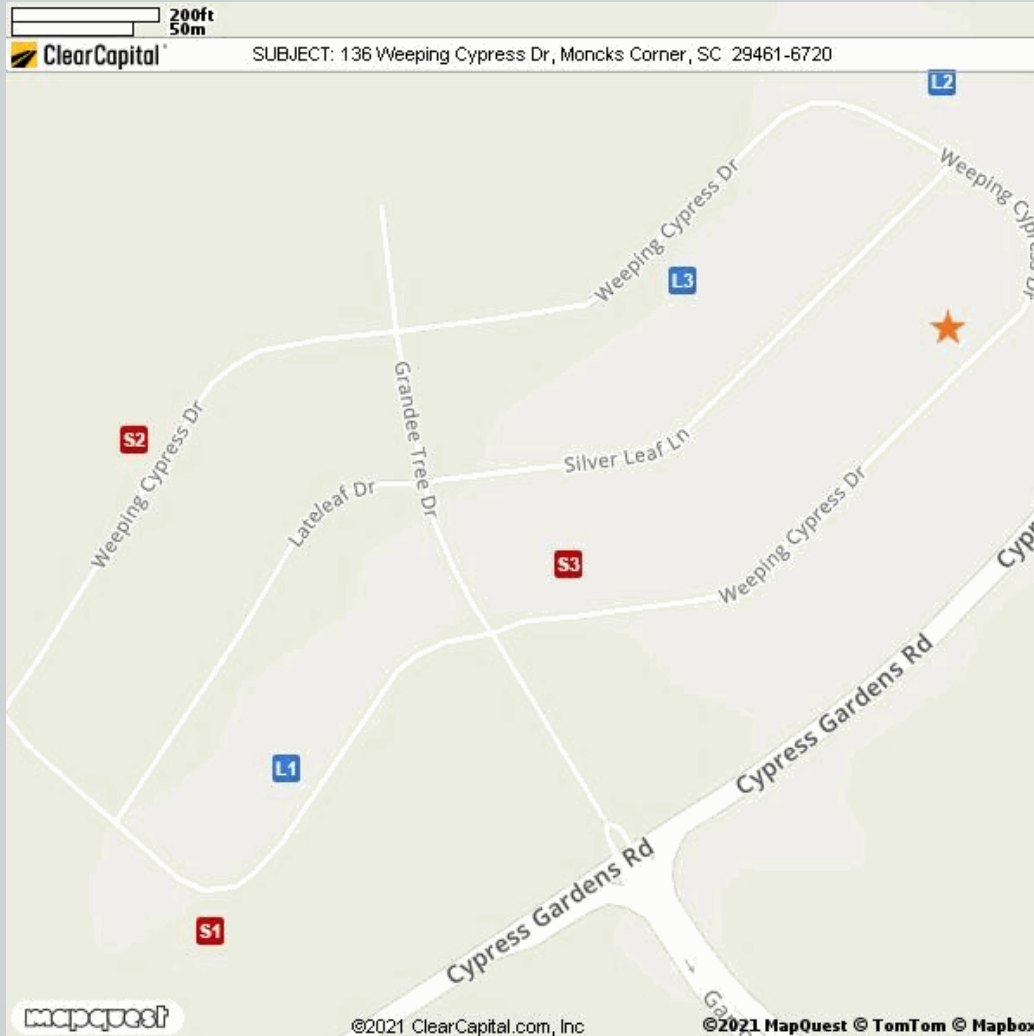 200ft
50m
ClearCapital
SUBJECT: 136 Weeping Cypress Dr, Moncks Corner, SC 29461-6720
L2
Weeping Cypress Dr
Weeping Cypress Dr
L3
Grandee Tree Dr
Weeping Cypress Dr
S2
Silver Leaf Ln
Lateleaf Dr
Weeping Cypress Dr
S3
Cypress Gardens Rd
L1
Cypress Gardens Rd
S1
mapquest
©2021 ClearCapital.com, Inc
©2021 MapQuest © TomTom © Mapbox